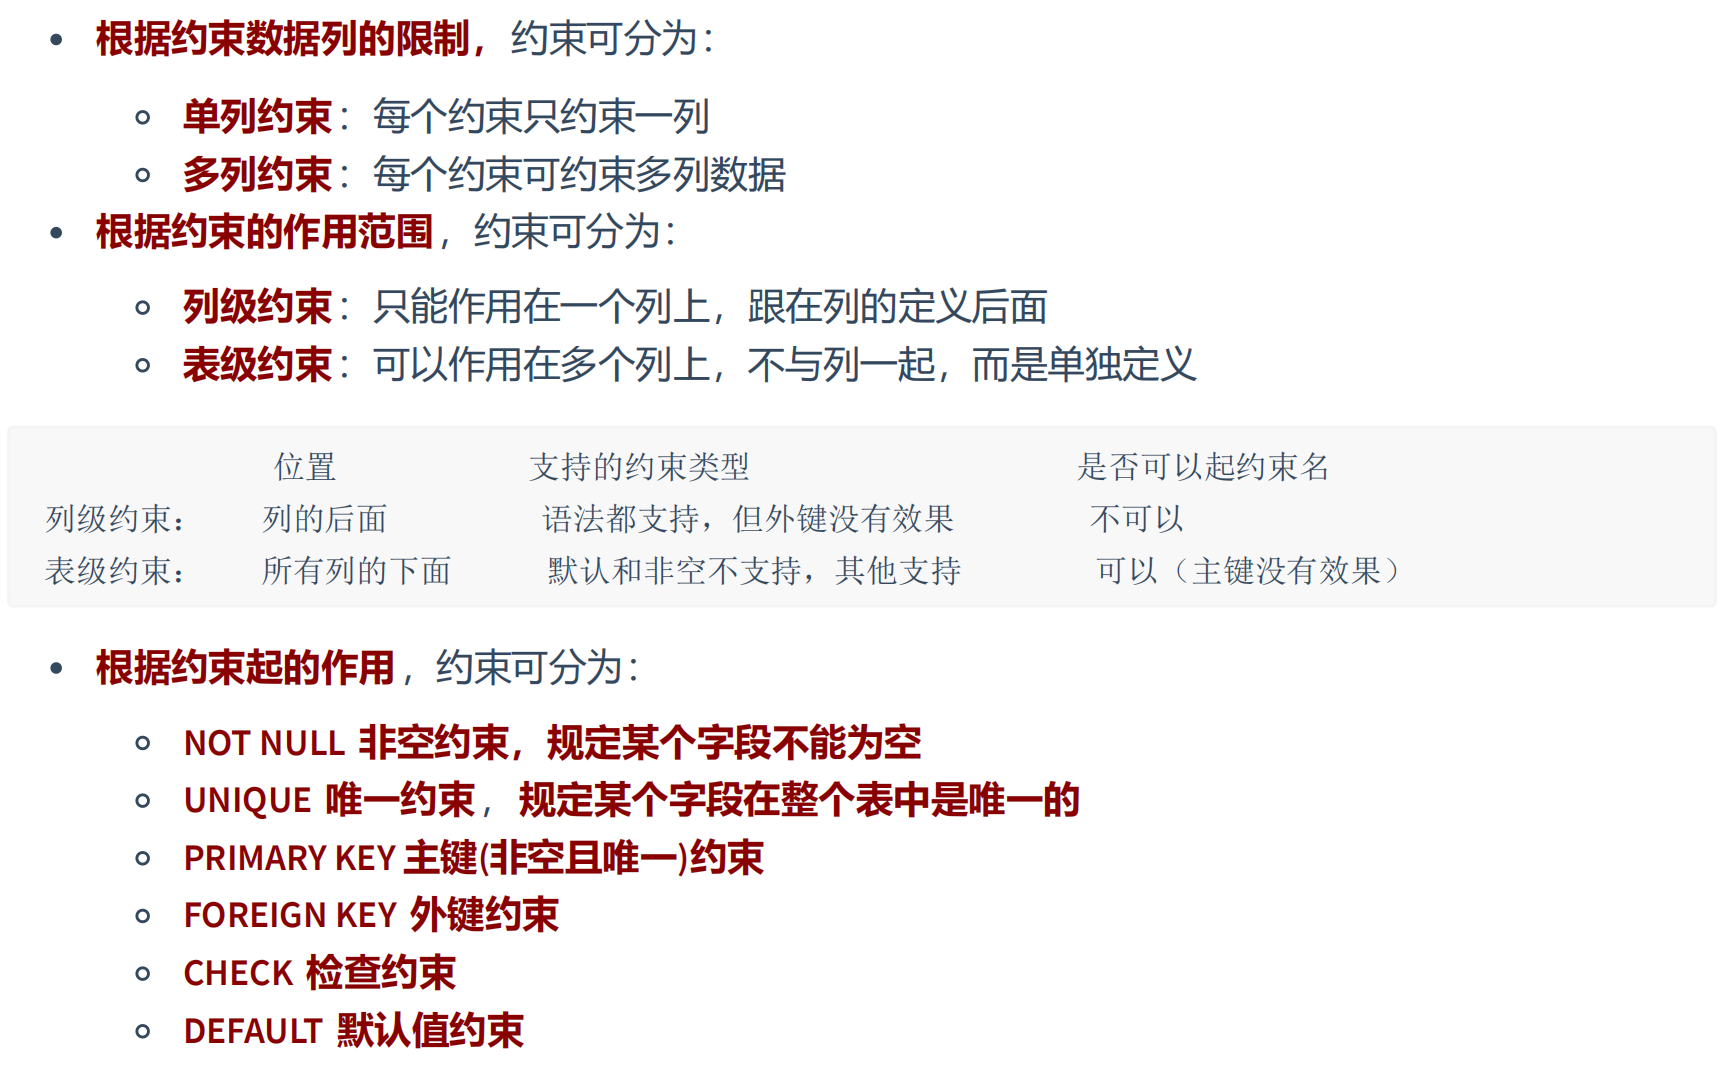 根据约束数据列的限制，约束可分为：
单列约束：每个约束只约束一列
多列约束：每个约束可约束多列数据
根据约束的作用范围，约束可分为：
列级约束：只能作用在一个列上，跟在列的定义后面
表级约束：可以作用在多个列上，不与列一起，而是单独定义
位置 支持的约束类型 是否可以起约束名
列级约束： 列的后面 语法都支持，但外键没有效果 不可以
表级约束： 所有列的下面 默认和非空不支持，其他支持 可以（主键没有效果）
根据约束起的作用，约束可分为：
NOT NULL 非空约束，规定某个字段不能为空
UNIQUE 唯一约束，规定某个字段在整个表中是唯一的
PRIMARY KEY 主键(非空且唯一)约束
FOREIGN KEY 外键约束
CHECK 检查约束
DEFAULT 默认值约束